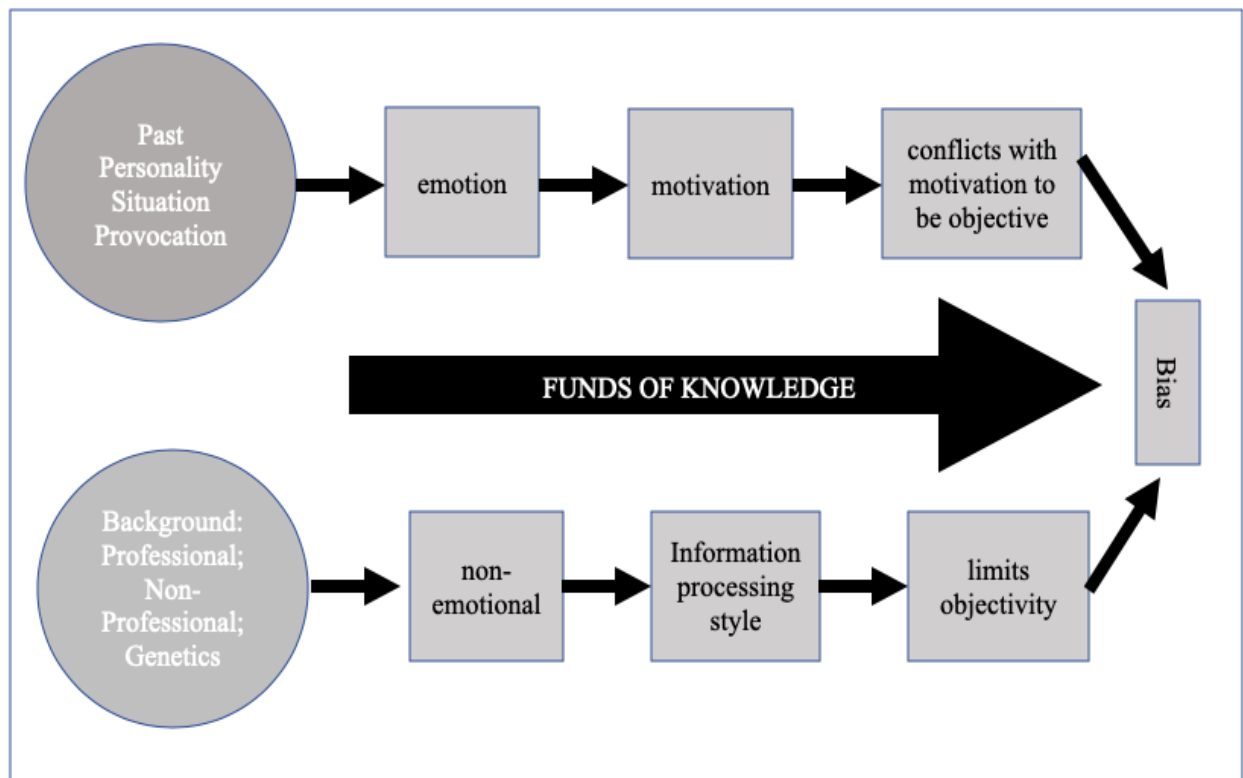 Past
Personality
Situation
Provocation
emotion
motivation
conflicts with
motivation to
be objective
FUNDS OF KNOWLEDGE
Bias
Background:
Professional;
Non-
Professional;
Genetics
non-
emotional
Information
processing
style
limits
objectivity